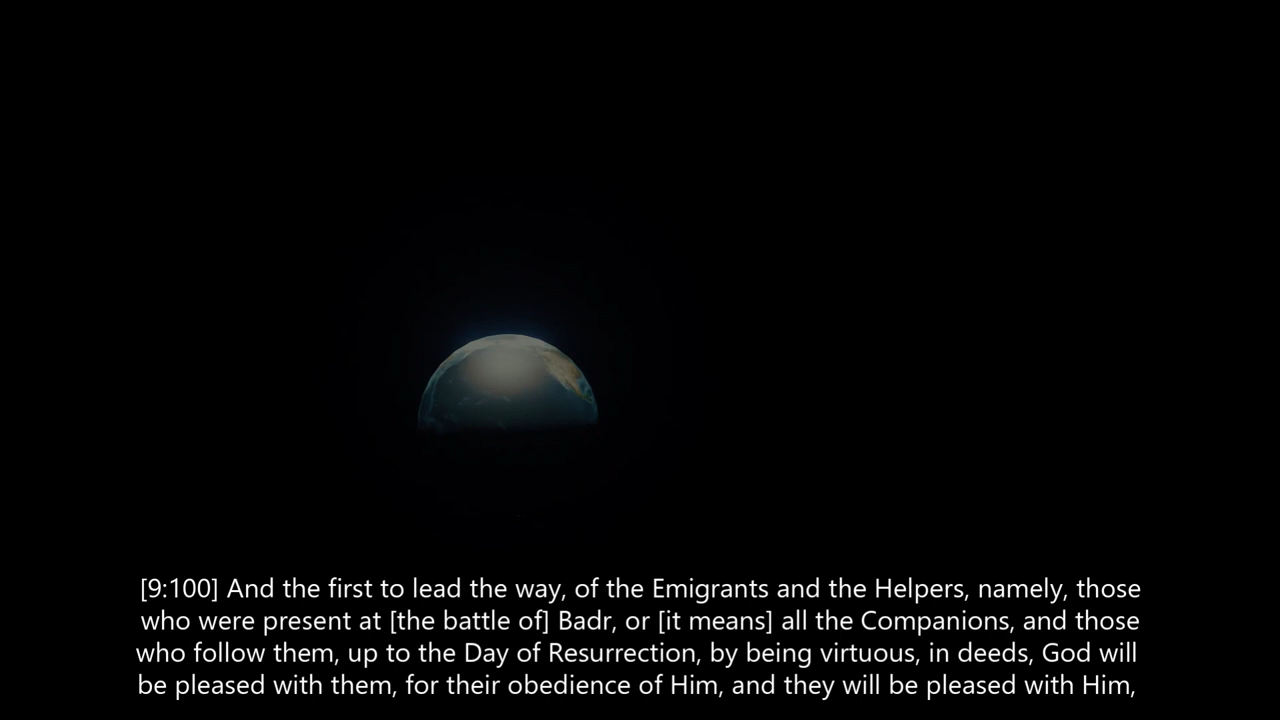 [9:100] And the first to lead the way, of the Emigrants and the Helpers, namely, those
who were present at [the battle of] Badr, or [it means] all the Companions, and those
who follow them, up to the Day of Resurrection, by being virtuous, in deeds, God will
be pleased with them, for their obedience of Him, and they will be pleased with Him,